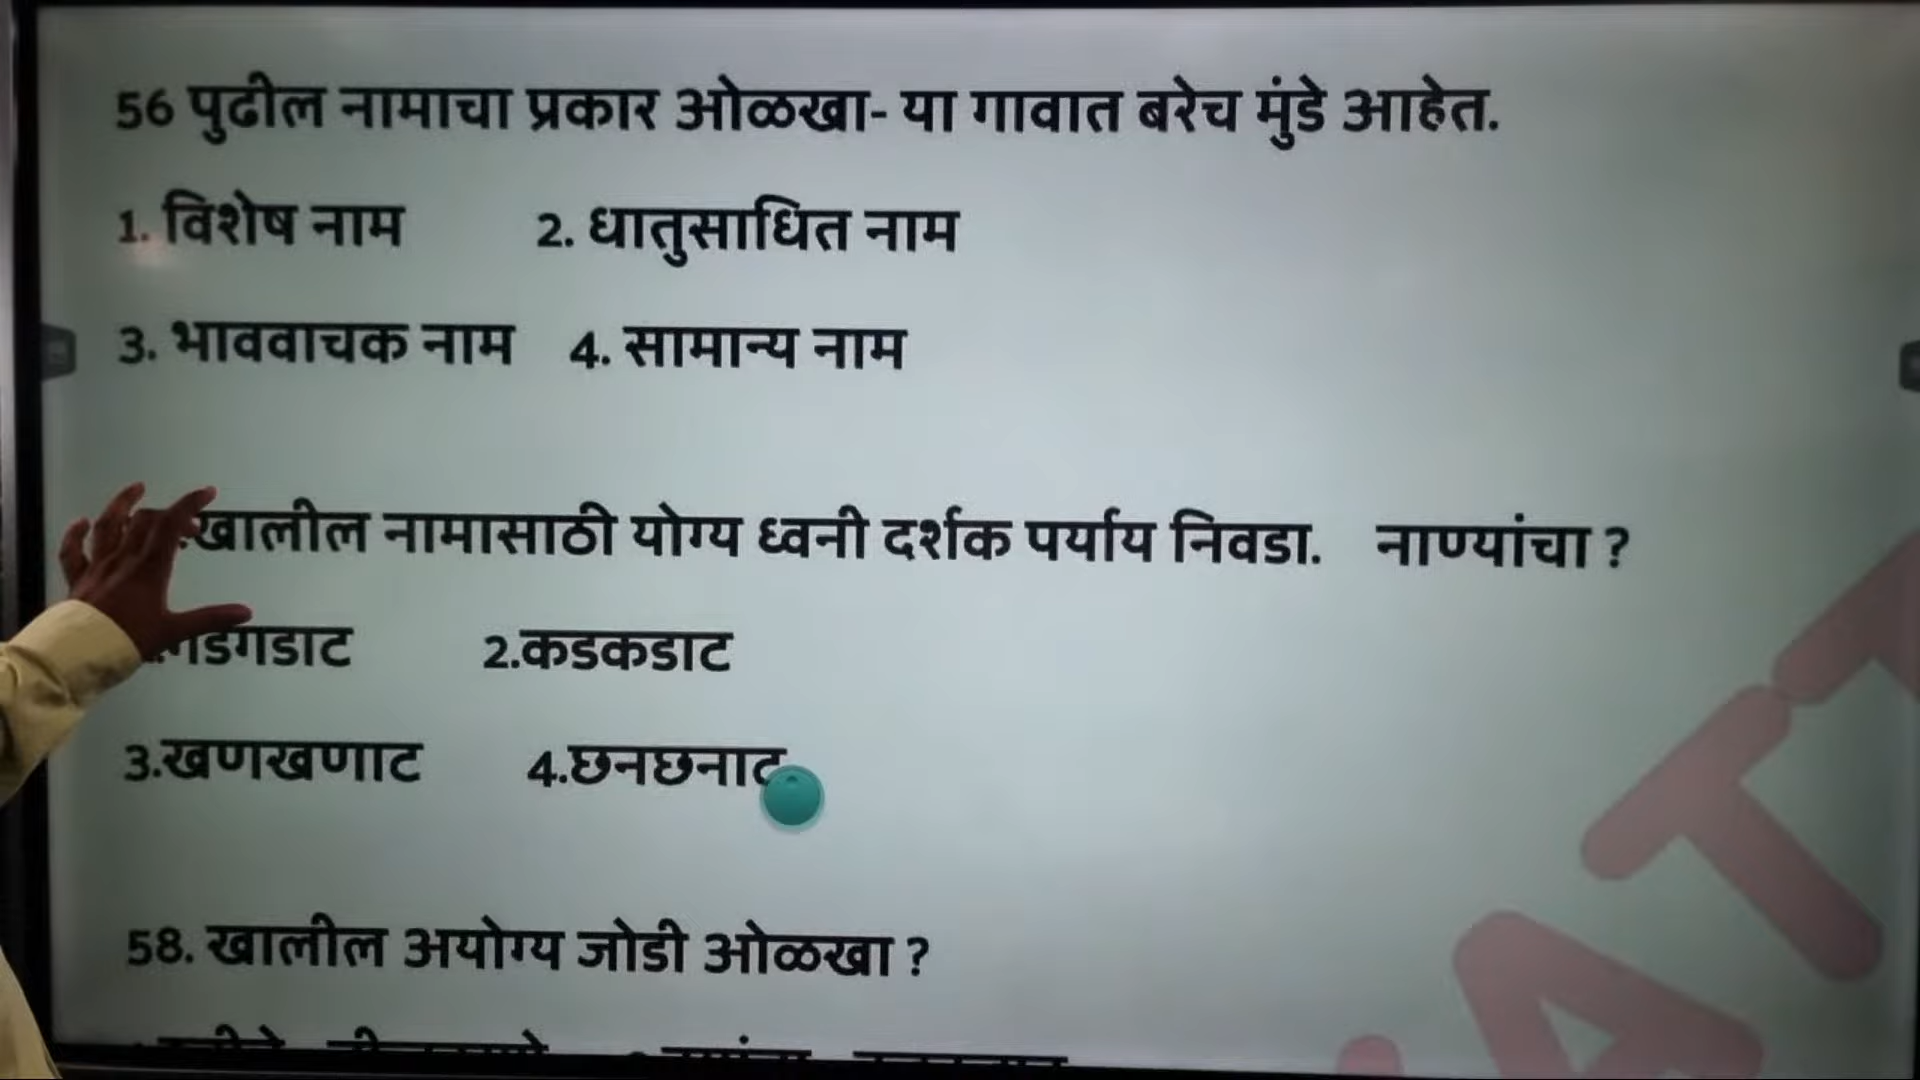 56 पुढील नामाचा प्रकार ओळखा- या गावात बरेच मुंडे आहेत.
1. विशेष नाम 2. धातुसाधित नाम
3. भाववाचक नाम 4. सामान्य नाम
खालील नामासाठी योग्य ध्वनी दर्शक पर्याय निवडा. नाण्यांचा ?
गडगडाट 2.कडकडाट
3.खणखणाट 4.छनछनाट
58. खालील अयोग्य जोडी ओळखा ?